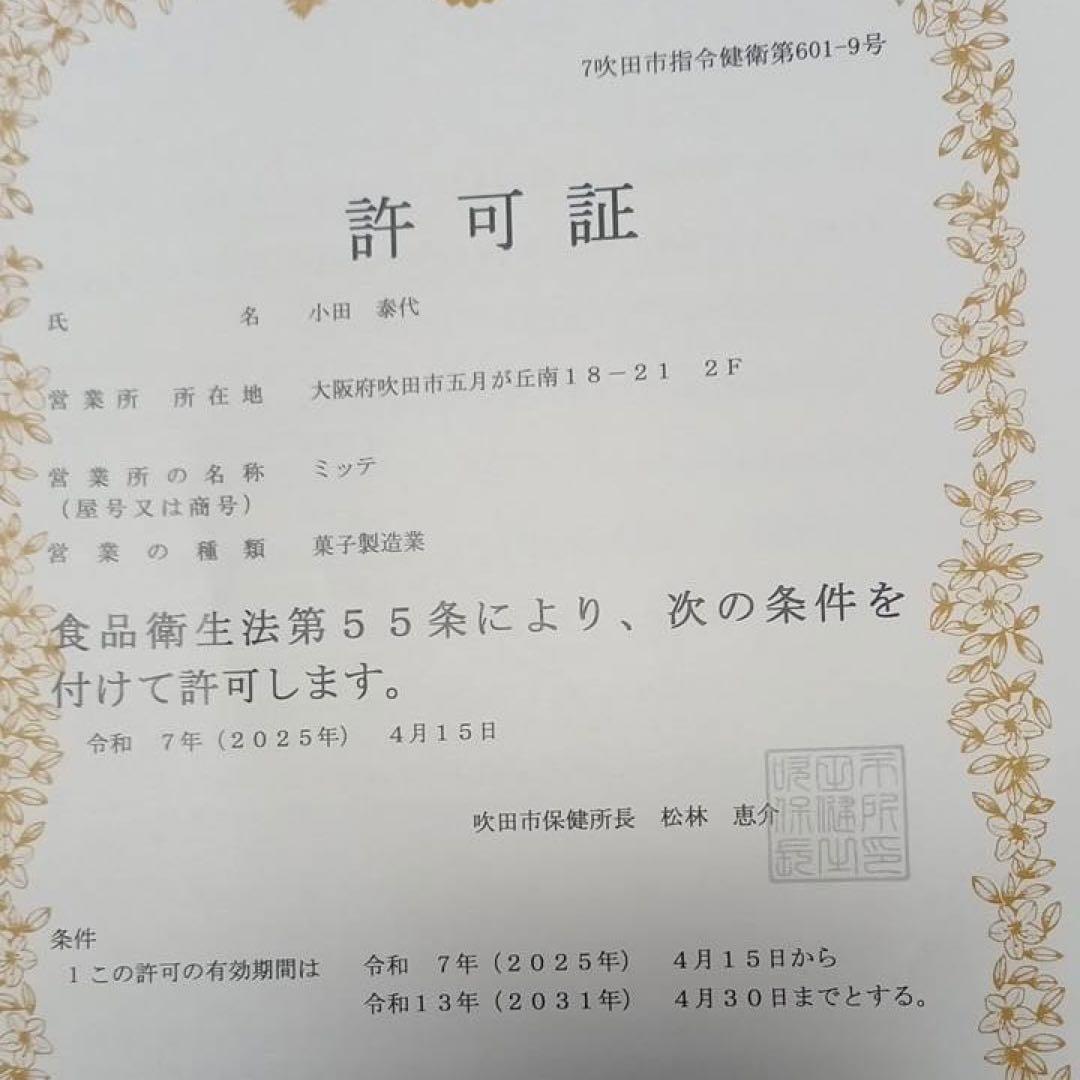 7吹田市指令健衛第601-9号
許可証
氏名 小田 泰代
営業所 所在地 大阪府吹田市五月が丘南18－21 2F
営業所の名称 ミッテ
（屋号又は商号）
営業の種類 菓子製造業
食品衛生法第55条により、次の条件を
付けて許可します。
令和 7年（2025年） 4月15日
吹田市保健所長 松林 恵介
条件
1この許可の有効期間は 令和 7年（2025年） 4月15日から
令和13年（2031年） 4月30日までとする。